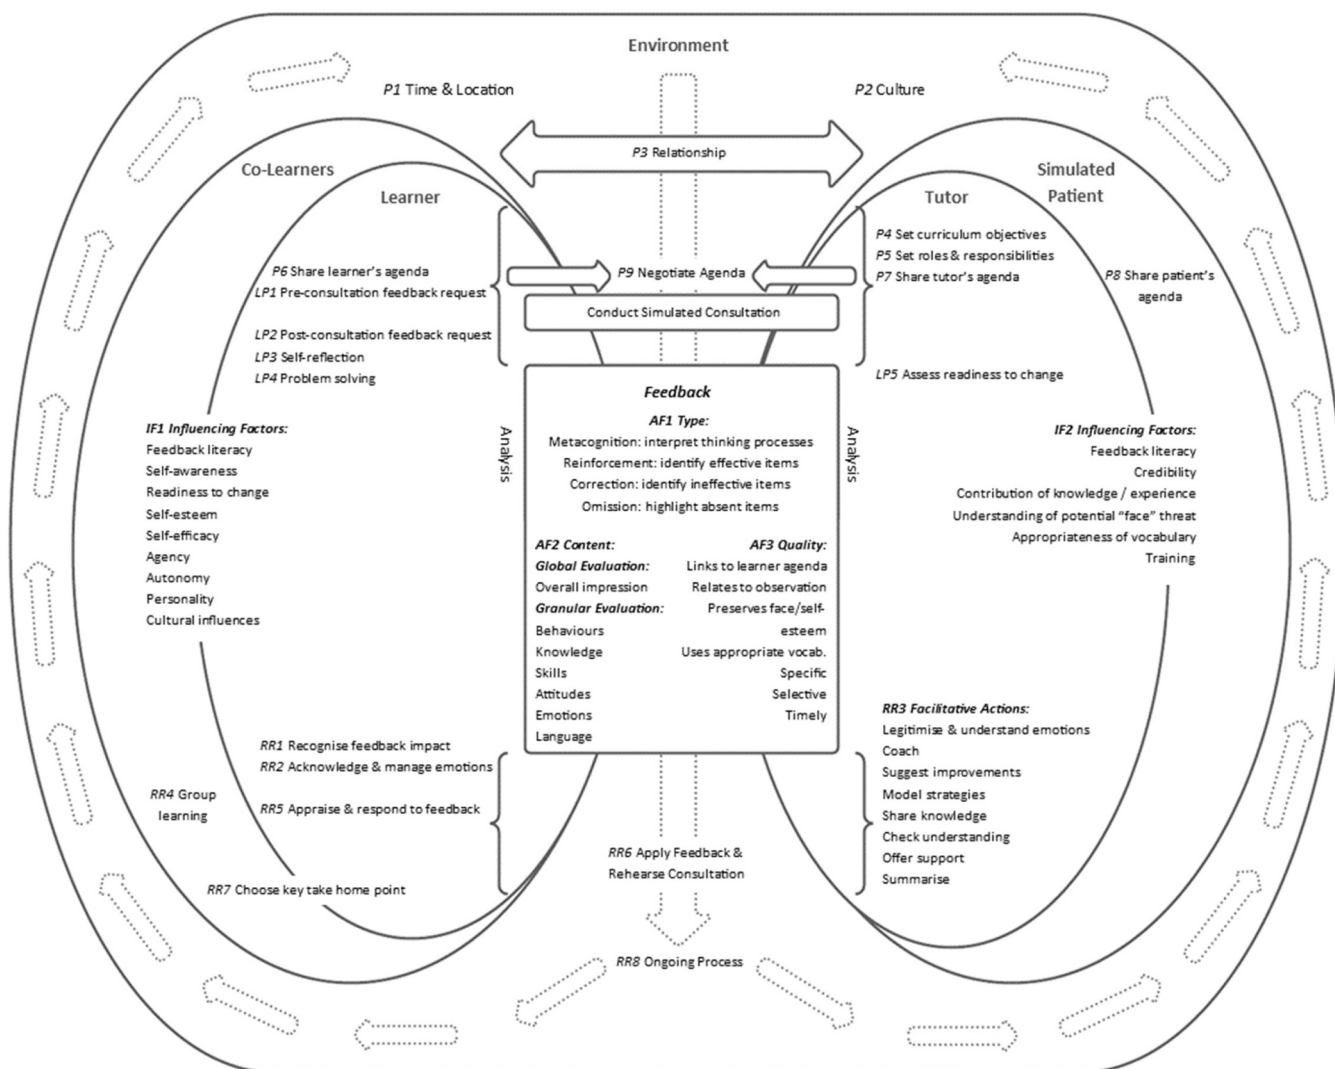 Environment
P1 Time & Location
P2 Culture
P3 Relationship
Co-Learners
Learner
Simulated
Patient
Tutor
P4 Set curriculum objectives
P5 Set roles & responsibilities
P7 Share tutor's agenda
P8 Share patient's
agenda
P6 Share learner's agenda
LP1 Pre-consultation feedback request
P9 Negotiate Agenda
Conduct Simulated Consultation
LP2 Post-consultation feedback request
LP3 Self-reflection
LP4 Problem solving
LP5 Assess readiness to change
IF1 Influencing Factors:
Feedback literacy
Self-awareness
Readiness to change
Self-esteem
Self-efficacy
Agency
Autonomy
Personality
Cultural influences
Analysis
Feedback
AF1 Type:
Metacognition: interpret thinking processes
Reinforcement: identify effective items
Correction: identify ineffective items
Omission: highlight absent items
AF2 Content:
Global Evaluation:
Overall impression
Granular Evaluation:
Behaviours
Knowledge
Skills
Attitudes
Emotions
Language
AF3 Quality:
Links to learner agenda
Relates to observation
Preserves face/self-
esteem
Uses appropriate vocab.
Specific
Selective
Timely
Analysis
IF2 Influencing Factors:
Feedback literacy
Credibility
Contribution of knowledge / experience
Understanding of potential “face” threat
Appropriateness of vocabulary
Training
RR1 Recognise feedback impact
RR2 Acknowledge & manage emotions
RR4 Group
learning
RR5 Appraise & respond to feedback
RR7 Choose key take home point
RR3 Facilitative Actions:
Legitimise & understand emotions
Coach
Suggest improvements
Model strategies
Share knowledge
Check understanding
Offer support
Summarise
RR6 Apply Feedback &
Rehearse Consultation
RR8 Ongoing Process